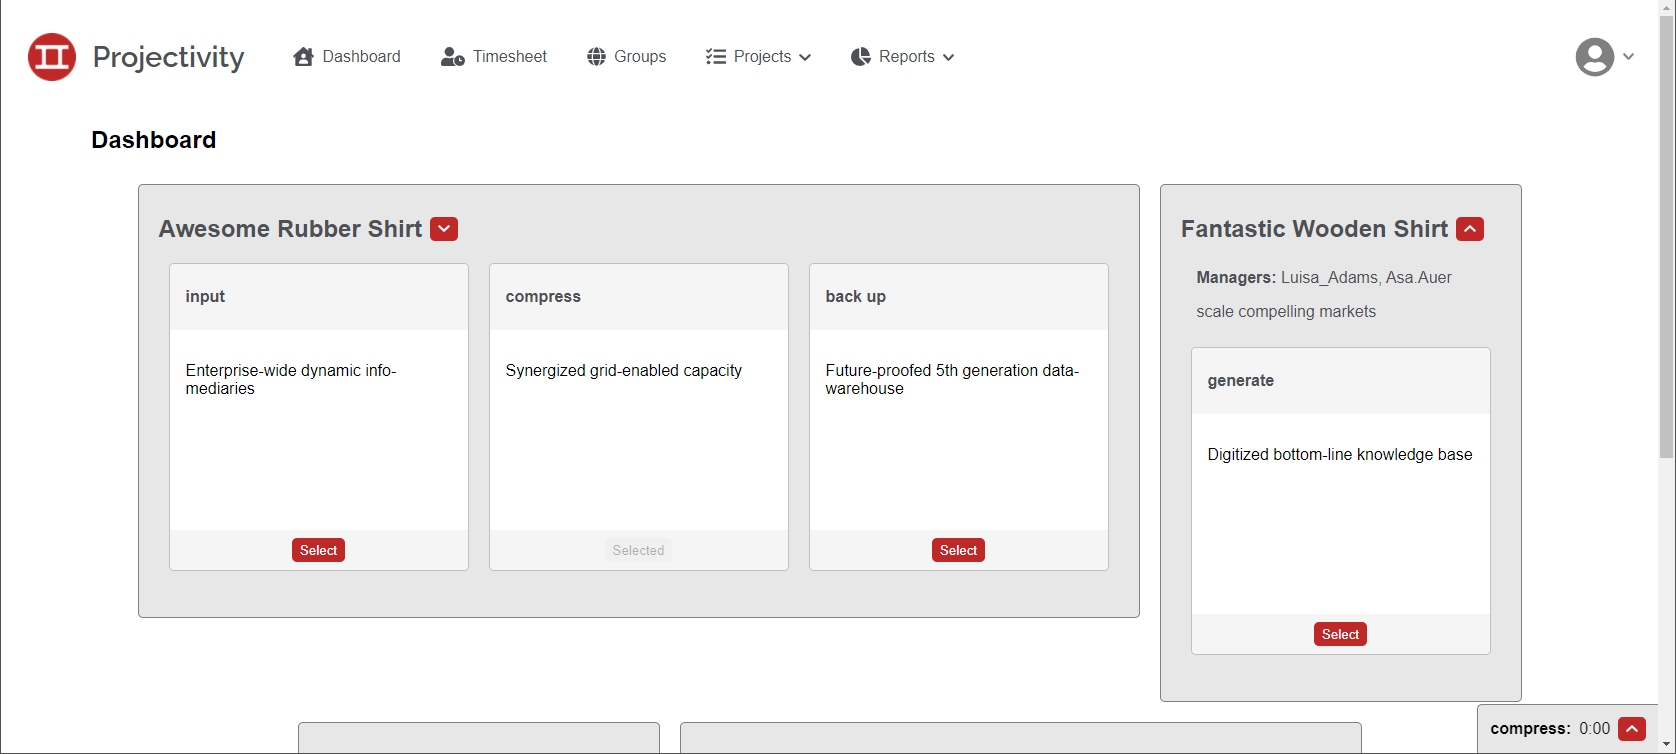 Projectivity
Dashboard
Timesheet
Groups
Projects
Reports
Dashboard
Awesome Rubber Shirt
input
Enterprise-wide dynamic info-
mediaries
Select
compress
Synergized grid-enabled capacity
Selected
back up
Future-proofed 5th generation data-
warehouse
Select
Fantastic Wooden Shirt
Managers: Luisa_Adams, Asa.Auer
scale compelling markets
generate
Digitized bottom-line knowledge base
Select
compress: 0:00